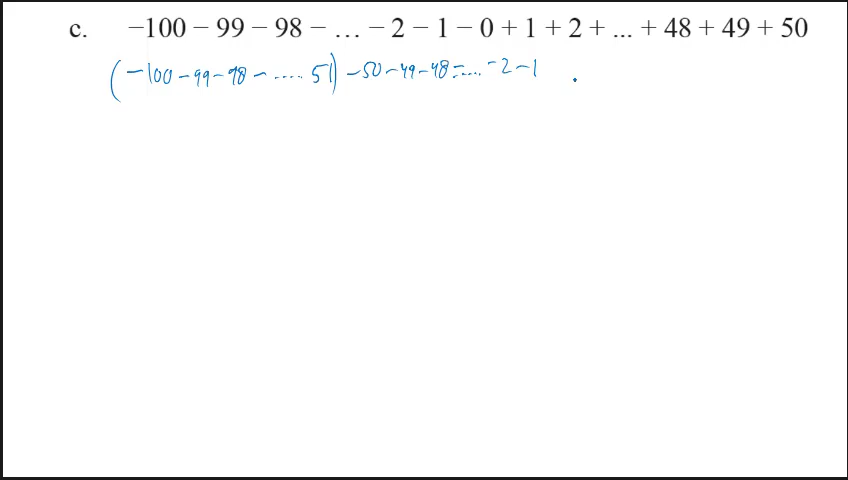 c. −100 − 99 − 98 − … − 2 − 1 − 0 + 1 + 2 + ... + 48 + 49 + 50
(−100 − 99 − 98 − ..... 51) − 50 − 49 − 48 − ..... − 2 − 1 .